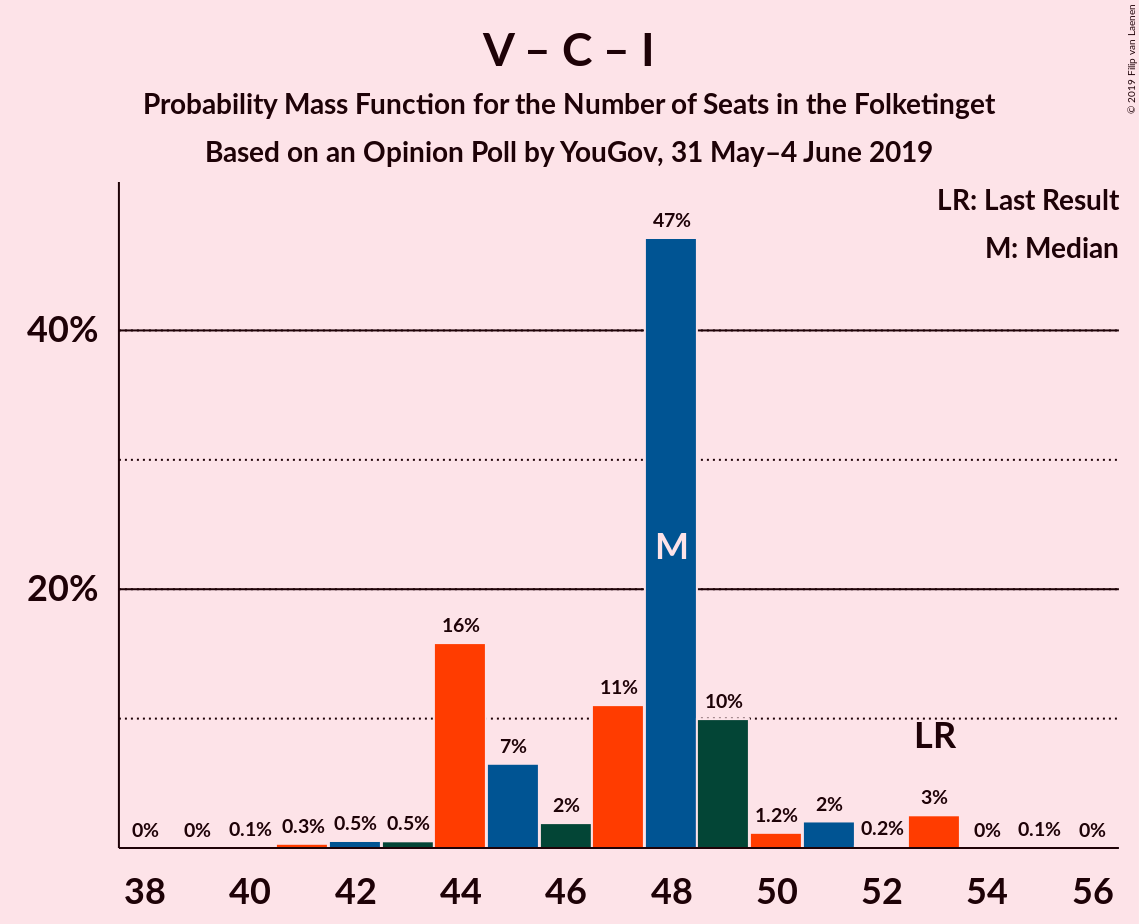 V – C – I
Probability Mass Function for the Number of Seats in the Folketinget
Based on an Opinion Poll by YouGov, 31 May–4 June 2019
© 2019 Filip van Laenen
LR: Last Result
M: Median
47%
40%
M
20%
16%
11%
10%
LR
7%
3%
2%
2%
1.2%
0% 0% 0.1% 0.3% 0.5% 0.5% 0.2% 0% 0.1% 0%
38 40 42 44 46 48 50 52 54 56